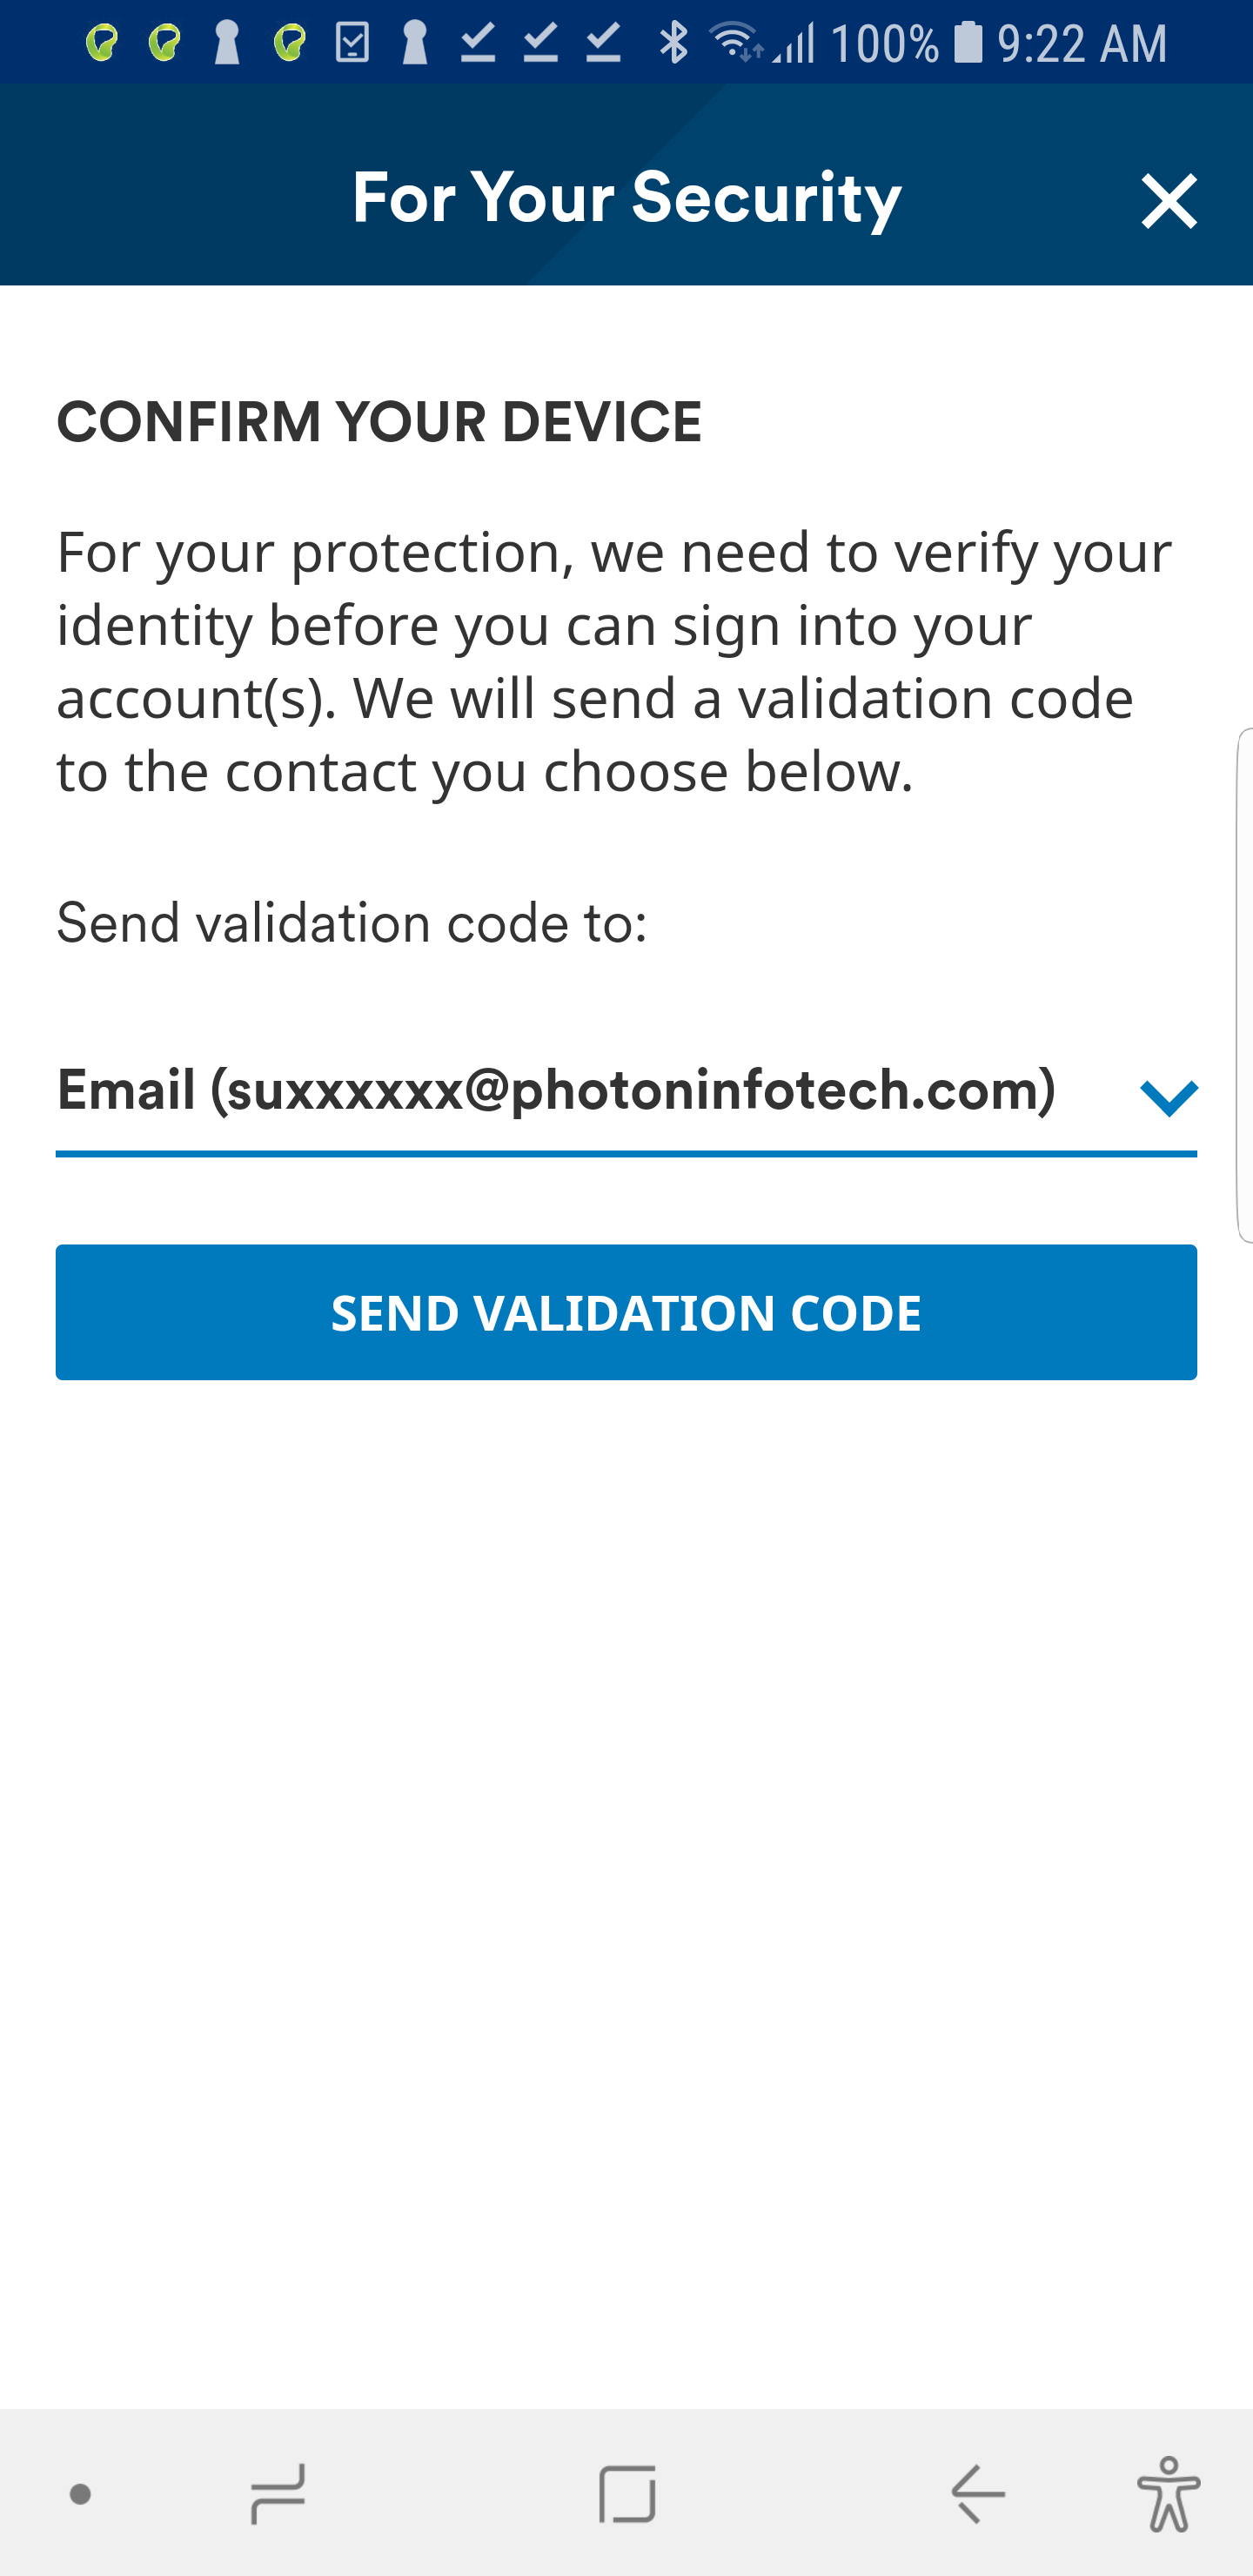 100% 9:22 AM
For Your Security
CONFIRM YOUR DEVICE
For your protection, we need to verify your
identity before you can sign into your
account(s). We will send a validation code
to the contact you choose below.
Send validation code to:
Email (suxxxxxx@photoninfotech.com)
SEND VALIDATION CODE